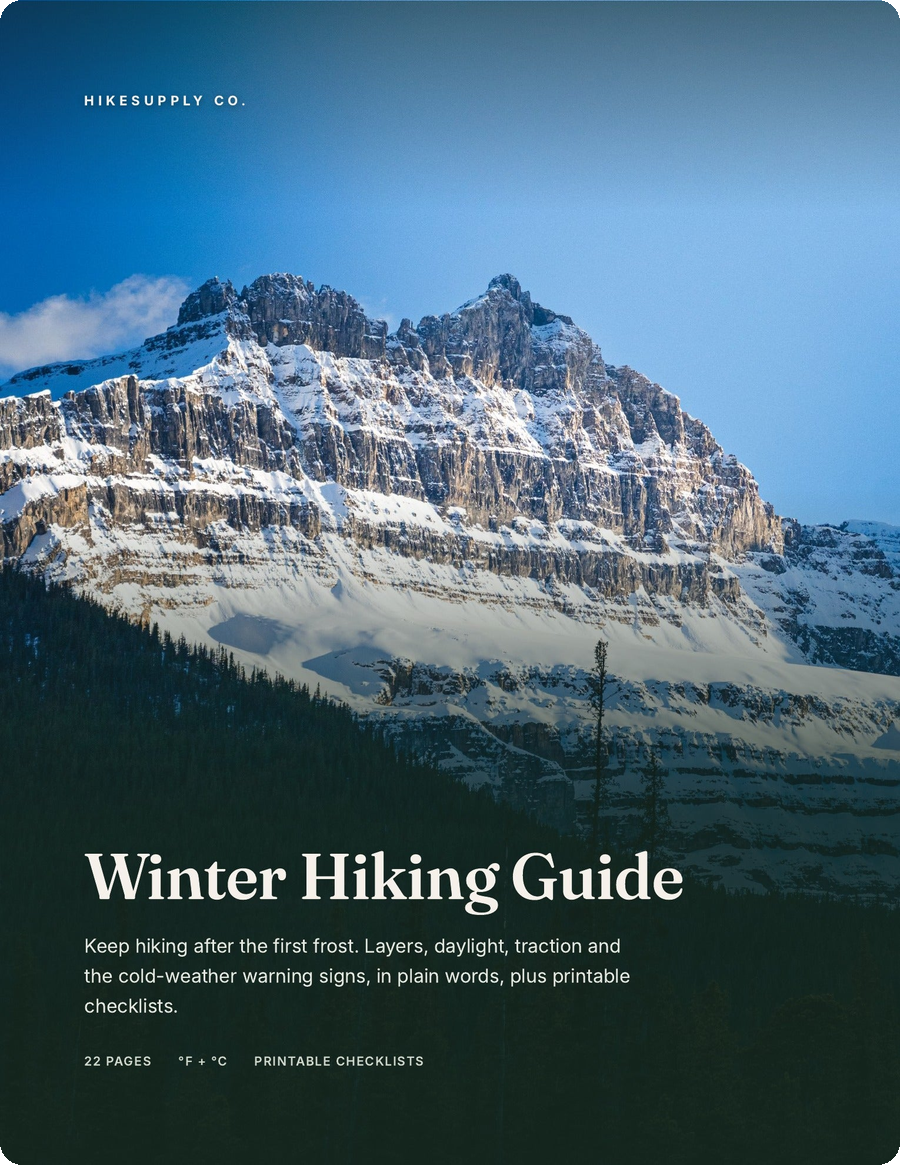 HIKESUPPLY CO.
Winter Hiking Guide
Keep hiking after the first frost. Layers, daylight, traction and
the cold-weather warning signs, in plain words, plus printable
checklists.
22 PAGES °F + °C PRINTABLE CHECKLISTS